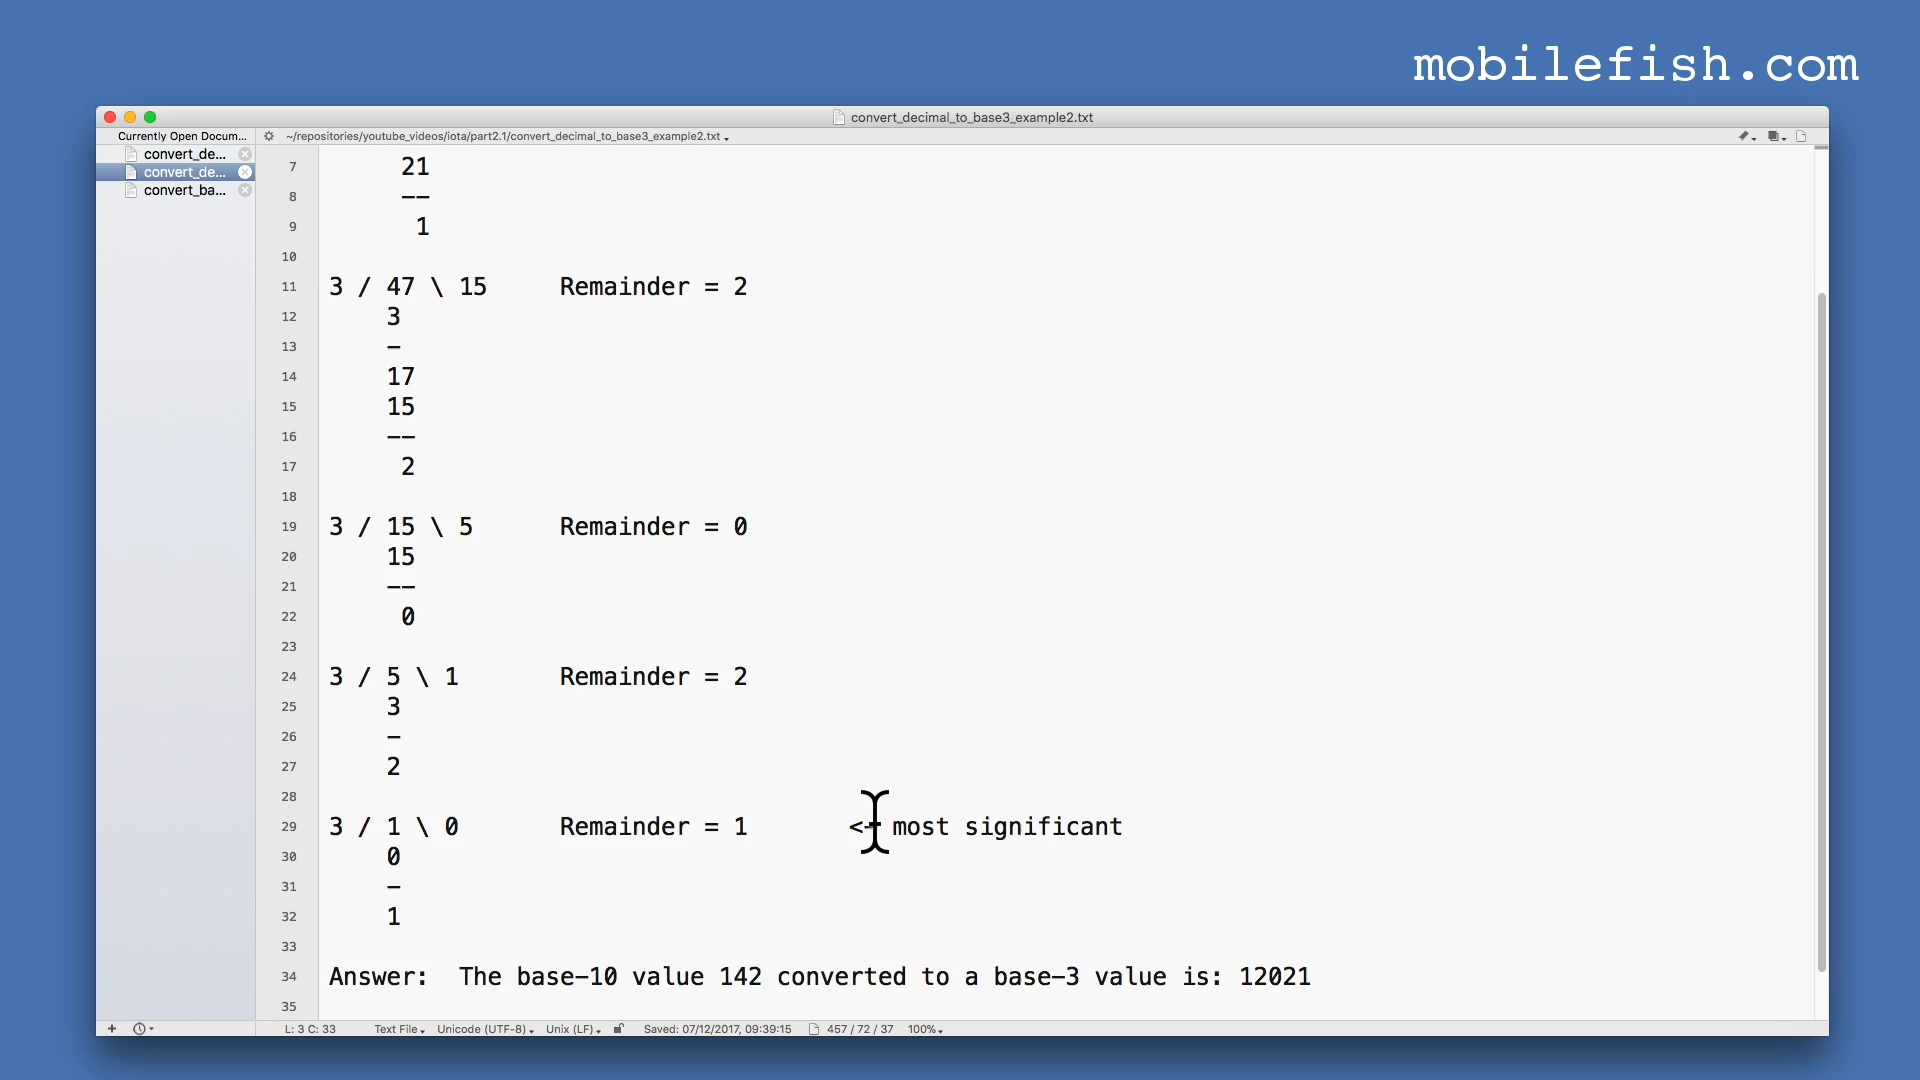 mobilefish.com
convert_decimal_to_base3_example2.txt
Currently Open Docum...
~/repositories/youtube_videos/iota/part2.1/convert_decimal_to_base3_example2.txt
convert_de...
convert_de...
convert_ba...
7 21
8 --
9 1
10
11 3 / 47 \ 15 Remainder = 2
12 3
13 -
14 17
15 15
16 --
17 2
18
19 3 / 15 \ 5 Remainder = 0
20 15
21 --
22 0
23
24 3 / 5 \ 1 Remainder = 2
25 3
26 -
27 2
28
29 3 / 1 \ 0 Remainder = 1 <- most significant
30 0
31 -
32 1
33
34 Answer: The base-10 value 142 converted to a base-3 value is: 12021
35
L: 3 C: 33 Text File Unicode (UTF-8) Unix (LF) Saved: 07/12/2017, 09:39:15 457 / 72 / 37 100%